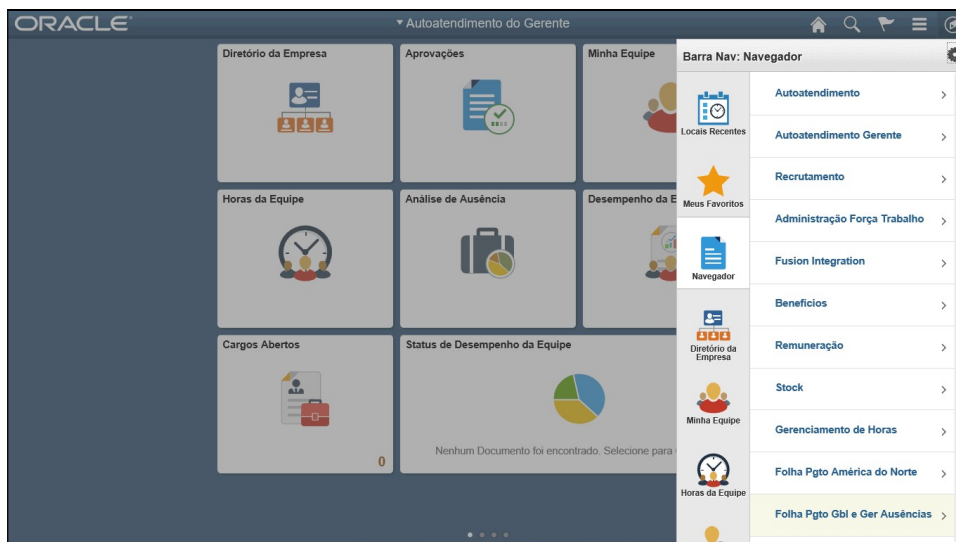 ORACLE
Autoatendimento do Gerente
Diretório da Empresa
Aprovações
Minha Equipe
Horas da Equipe
Análise de Ausência
Desempenho da E
Cargos Abertos
0
Status de Desempenho da Equipe
Nenhum Documento foi encontrado. Selecione para
Barra Nav: Navegador
Locais Recentes
Meus Favoritos
Navegador
Diretório da
Empresa
Minha Equipe
Horas da Equipe
Autoatendimento
Autoatendimento Gerente
Recrutamento
Administração Força Trabalho
Fusion Integration
Benefícios
Remuneração
Stock
Gerenciamento de Horas
Folha Pgto América do Norte
Folha Pgto Gbl e Ger Ausências